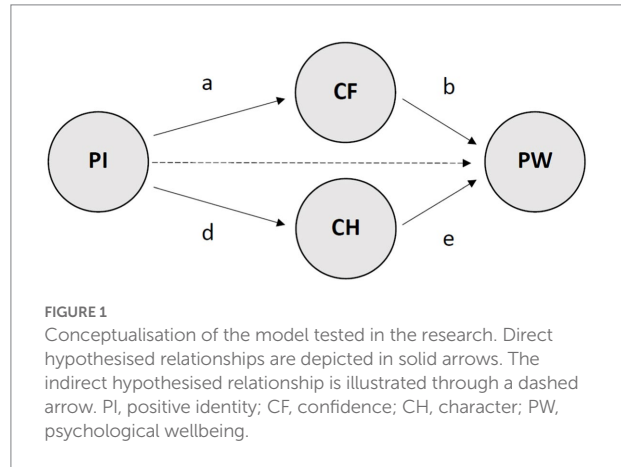 a
CF
b
PI
PW
d
CH
e
FIGURE 1
Conceptualisation of the model tested in the research. Direct
hypothesised relationships are depicted in solid arrows. The
indirect hypothesised relationship is illustrated through a dashed
arrow. PI, positive identity; CF, confidence; CH, character; PW,
psychological wellbeing.